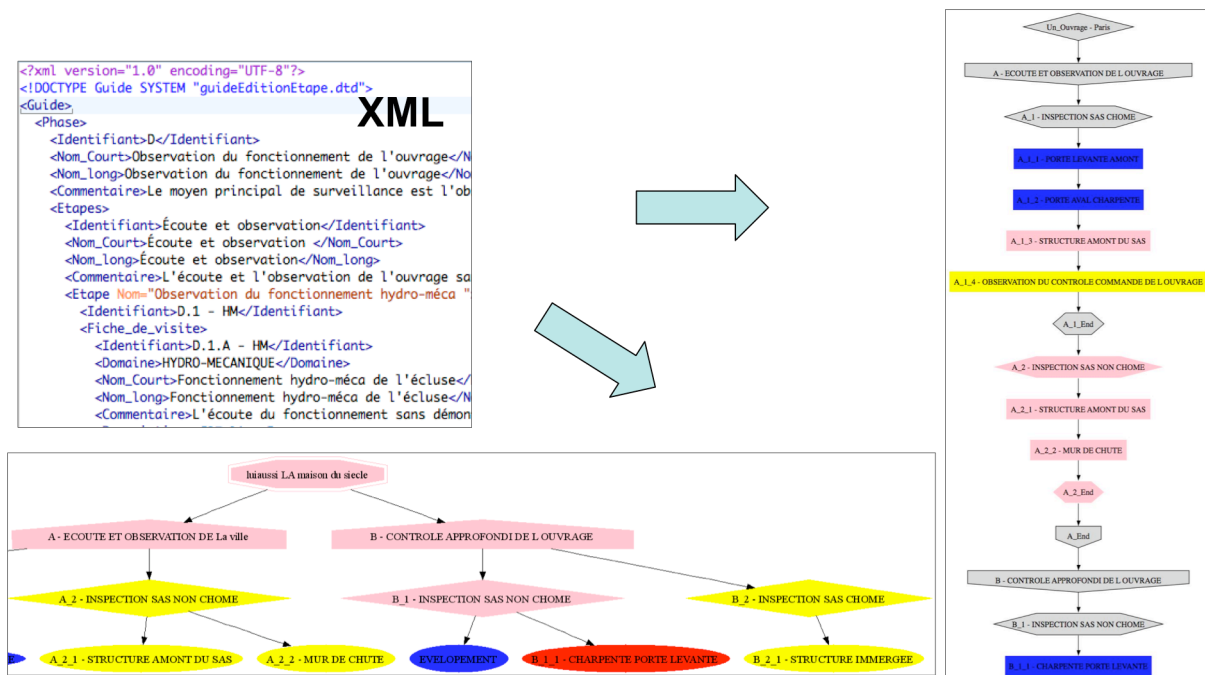 <?xml version="1.0" encoding="UTF-8"?>
<!DOCTYPE Guide SYSTEM "guideEditionEtape.dtd">
<Guide>
XML
<Phase>
<Identifiant>D</Identifiant>
<Nom_Court>Observation du fonctionnement de l'ouvrage</N
<Nom_long>Observation du fonctionnement de l'ouvrage</No
<Commentaire>Le moyen principal de surveillance est l'ob
<Etapes>
<Identifiant>Écoute et observation</Identifiant>
<Nom_Court>Écoute et observation </Nom_Court>
<Nom_long>Écoute et observation</Nom_long>
<Commentaire>L'écoute et l'observation de l'ouvrage sa
<Etape Nom="Observation du fonctionnement hydro-méca "
<Identifiant>D.1 - HM</Identifiant>
<Fiche_de_visite>
<Identifiant>D.1.A - HM</Identifiant>
<Domaine>HYDRO-MECANIQUE</Domaine>
<Nom_Court>Fonctionnement hydro-méca de l'écluse</
<Nom_long>Fonctionnement hydro-méca de l'écluse</N
<Commentaire>L'écoute du fonctionnement sans démon
Un_Ouvrage - Paris
A - ECOUTE ET OBSERVATION DE L OUVRAGE
A_1 - INSPECTION SAS CHOME
A_1_1 - PORTE LEVANTE AMONT
A_1_2 - PORTE AVAL CHARPENTE
A_1_3 - STRUCTURE AMONT DU SAS
A_1_4 - OBSERVATION DU CONTROLE COMMANDE DE L OUVRAGE
A_1_End
A_2 - INSPECTION SAS NON CHOME
A_2_1 - STRUCTURE AMONT DU SAS
A_2_2 - MUR DE CHUTE
A_2_End
A_End
B - CONTROLE APPROFONDI DE L OUVRAGE
B_1 - INSPECTION SAS NON CHOME
B_1_1 - CHARPENTE PORTE LEVANTE
luiaussi LA maison du siecle
A - ECOUTE ET OBSERVATION DE La ville
B - CONTROLE APPROFONDI DE L OUVRAGE
A_2 - INSPECTION SAS NON CHOME
B_1 - INSPECTION SAS NON CHOME
B_2 - INSPECTION SAS CHOME
A_2_1 - STRUCTURE AMONT DU SAS
A_2_2 - MUR DE CHUTE
EVELOPEMENT
B_1_1 - CHARPENTE PORTE LEVANTE
B_2_1 - STRUCTURE IMMERGEE